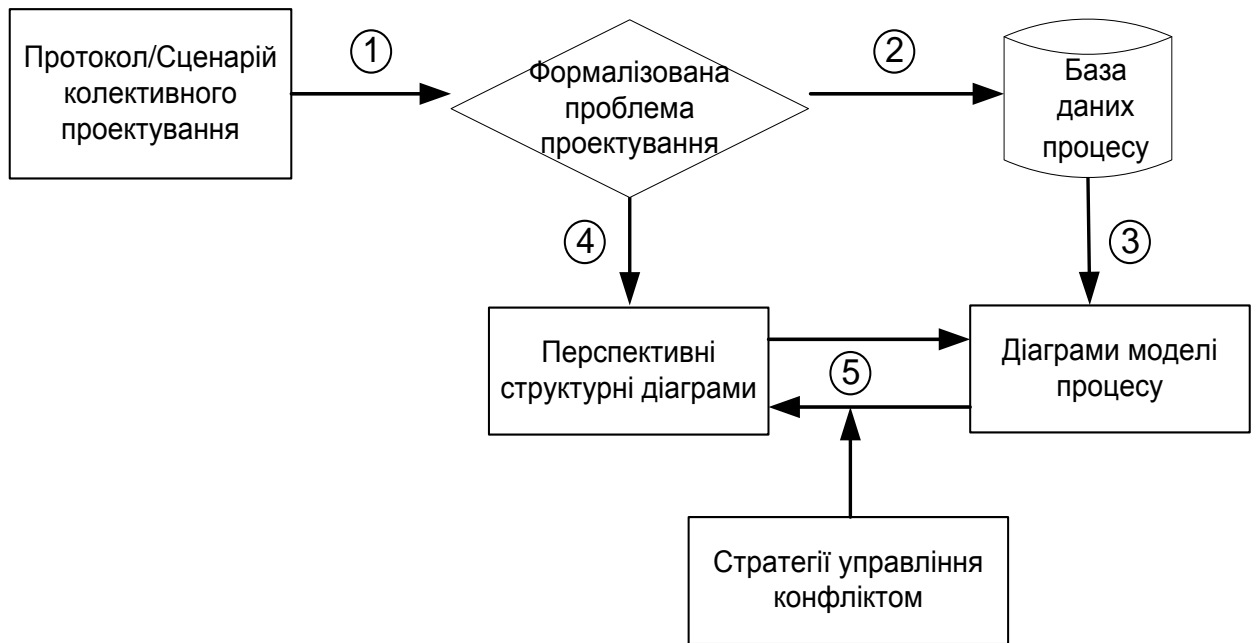 Протокол/Сценарій
колективного
проектування
1
Формалізована
проблема
проектування
2
База
даних
процесу
4
3
Перспективні
структурні діаграми
5
Діаграми моделі
процесу
Стратегії управління
конфліктом